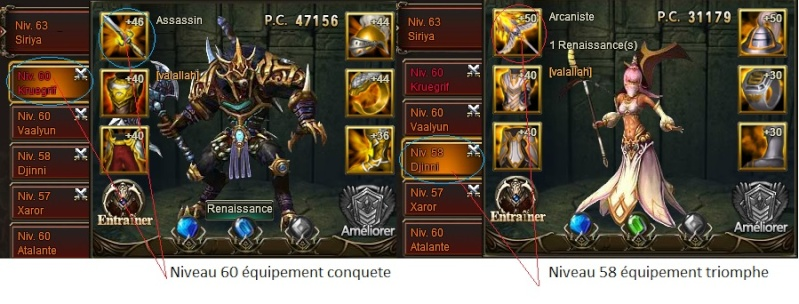 Niv. 63
Siriya
Niv. 60
Kruegrif
Niv. 60
Vaalyun
Niv. 58
Djinni
Niv. 57
Xaror
Niv. 60
Atalante
+46
Assassin
P.C. 47156
+44
+40
[valallah]
+44
+40
+36
Entraîner
Renaissance
Améliorer
Niveau 60 équipement conquete
Niv. 63
Siriya
Niv. 60
Kruegrif
Niv. 60
Vaalyun
Niv. 58
Djinni
Niv. 57
Xaror
Niv. 60
Atalante
+50
Arcaniste
P.C. 31179
+50
1 Renaissance(s)
+40
[valallah]
+30
+40
+30
Entraîner
Améliorer
Niveau 58 équipement triomphe